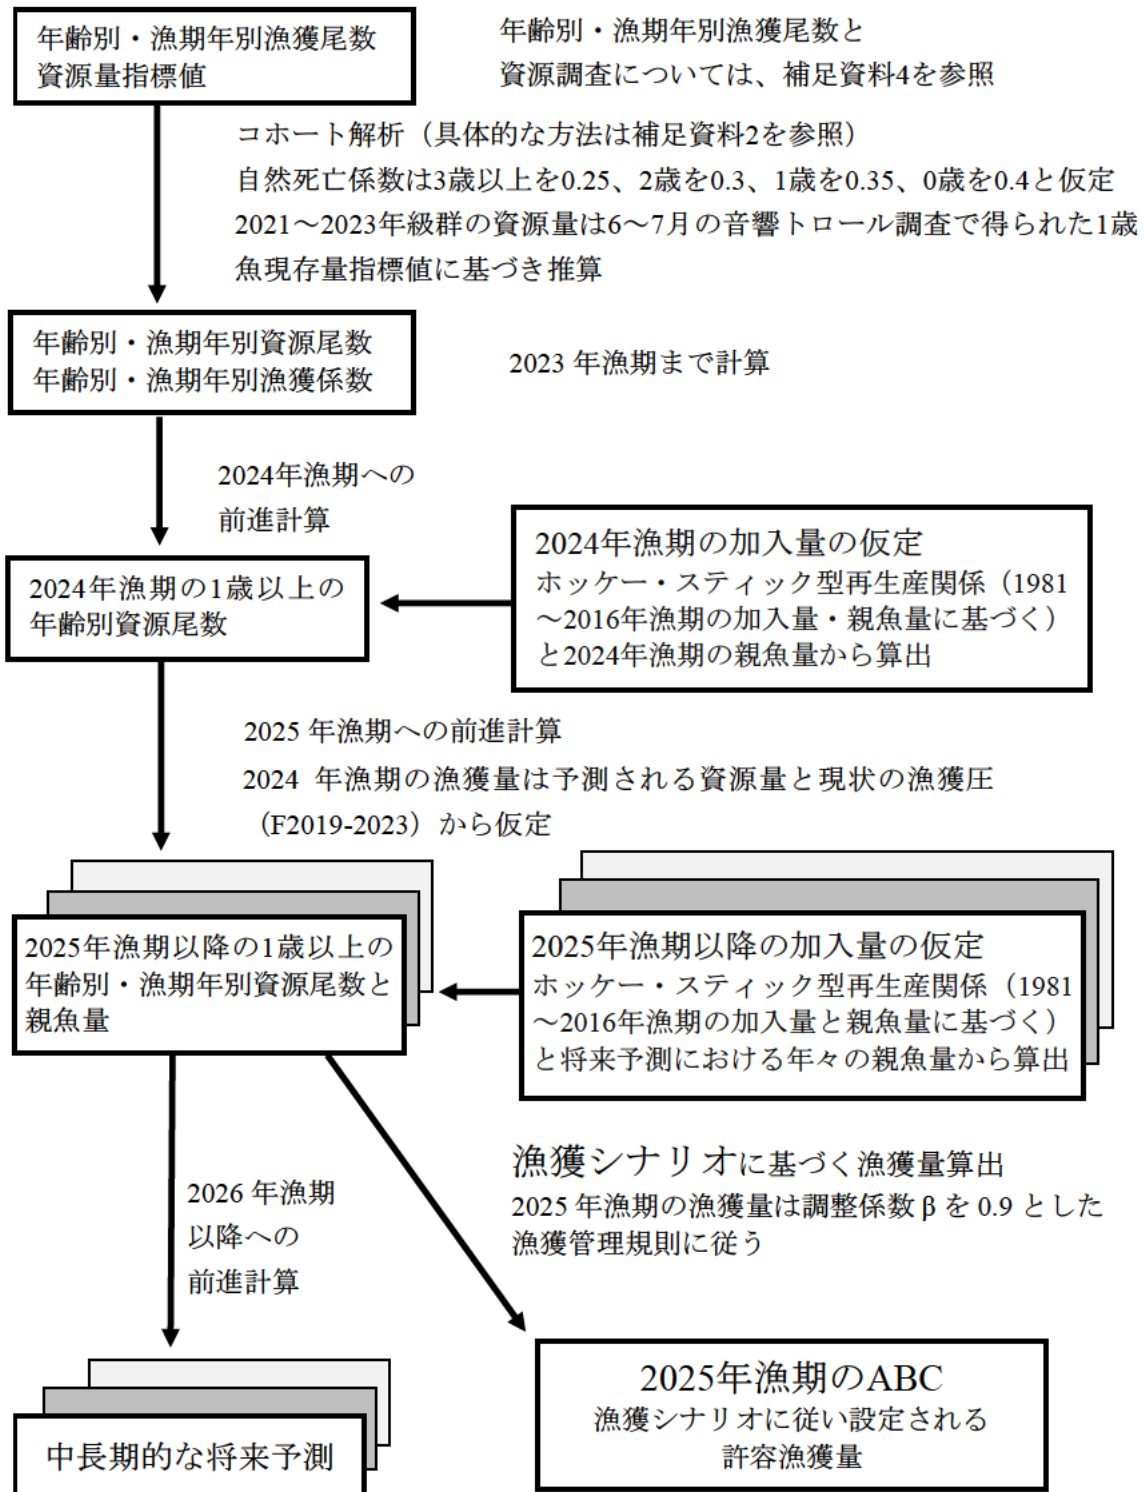 年齢別・漁期年別漁獲尾数
資源量指標値
年齢別・漁期年別漁獲尾数と
資源調査については、補足資料4を参照
コホート解析（具体的な方法は補足資料2を参照）
自然死亡係数は3歳以上を0.25、2歳を0.3、1歳を0.35、0歳を0.4と仮定
2021～2023年級群の資源量は6～7月の音響トロール調査で得られた1歳
魚現存量指標値に基づき推算
年齢別・漁期年別資源尾数
年齢別・漁期年別漁獲係数
2023 年漁期まで計算
2024年漁期への
前進計算
2024年漁期の1歳以上の
年齢別資源尾数
2024年漁期の加入量の仮定
ホッケー・スティック型再生産関係（1981
～2016年漁期の加入量・親魚量に基づく）
と2024年漁期の親魚量から算出
2025 年漁期への前進計算
2024 年漁期の漁獲量は予測される資源量と現状の漁獲圧
（F2019-2023）から仮定
2025年漁期以降の1歳以上の
年齢別・漁期年別資源尾数と
親魚量
2025年漁期以降の加入量の仮定
ホッケー・スティック型再生産関係（1981
～2016年漁期の加入量と親魚量に基づく）
と将来予測における年々の親魚量から算出
漁獲シナリオに基づく漁獲量算出
2025 年漁期の漁獲量は調整係数 β を 0.9 とした
漁獲管理規則に従う
2026 年漁期
以降への
前進計算
中長期的な将来予測
2025年漁期のABC
漁獲シナリオに従い設定される
許容漁獲量